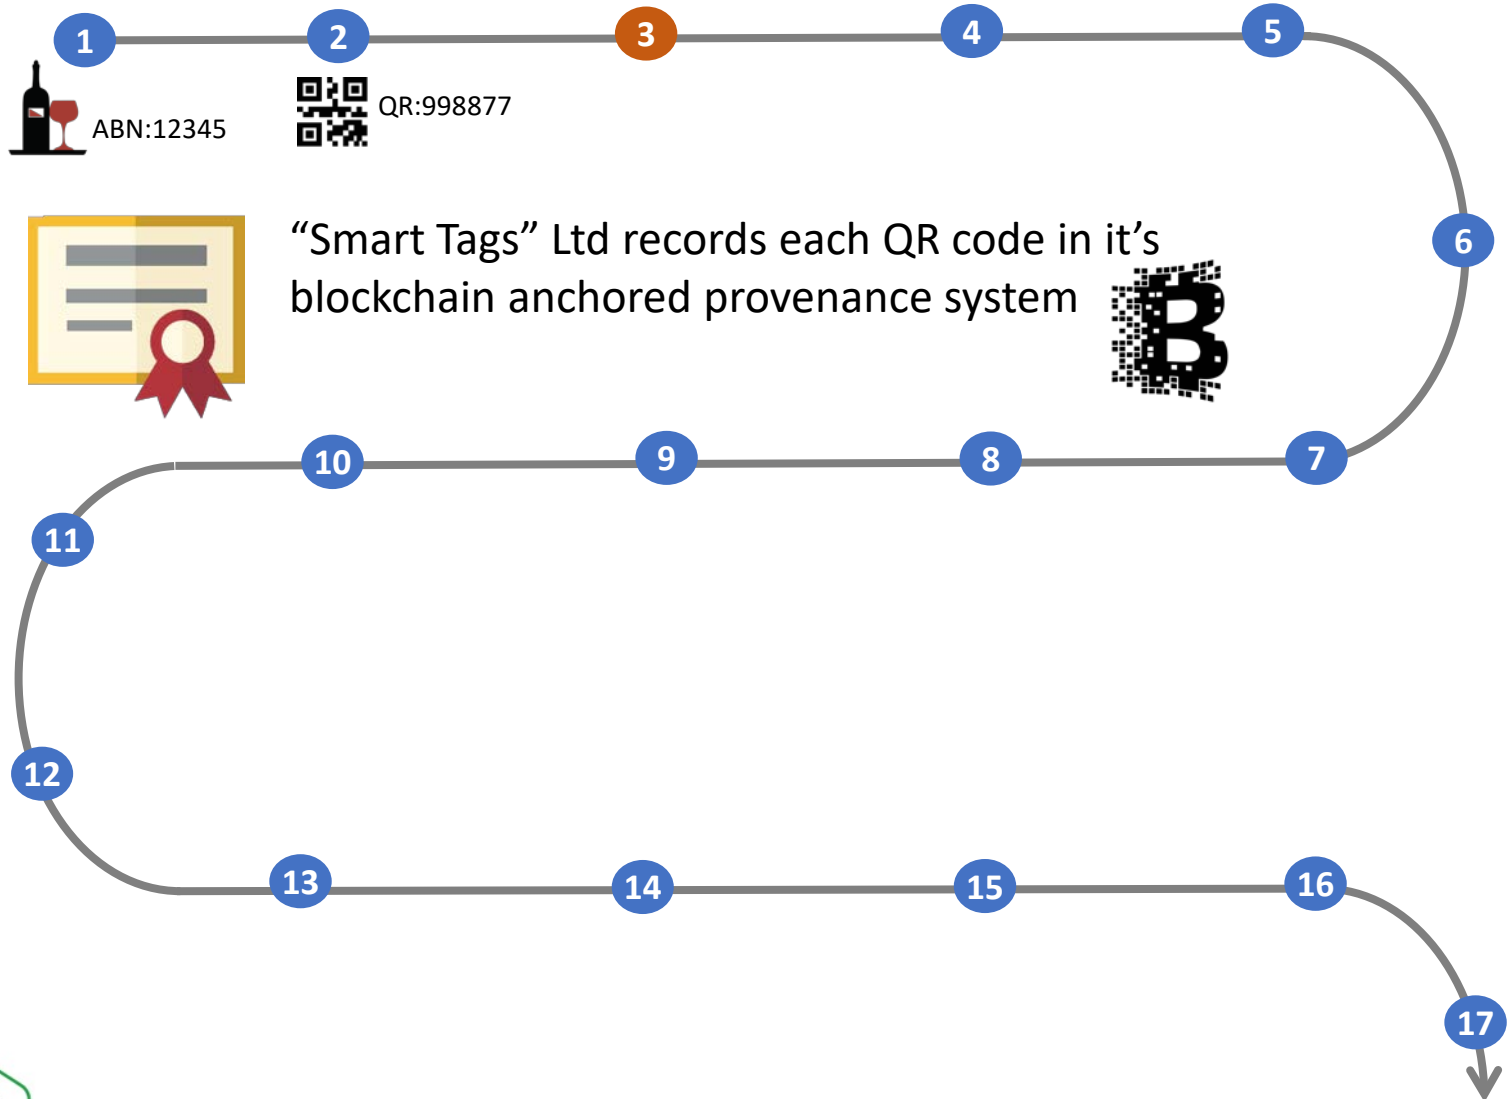 1 2 3 4 5
ABN:12345
QR:998877
“Smart Tags” Ltd records each QR code in it’s
blockchain anchored provenance system
6
10 9 8 7
11
12
13 14 15 16
17